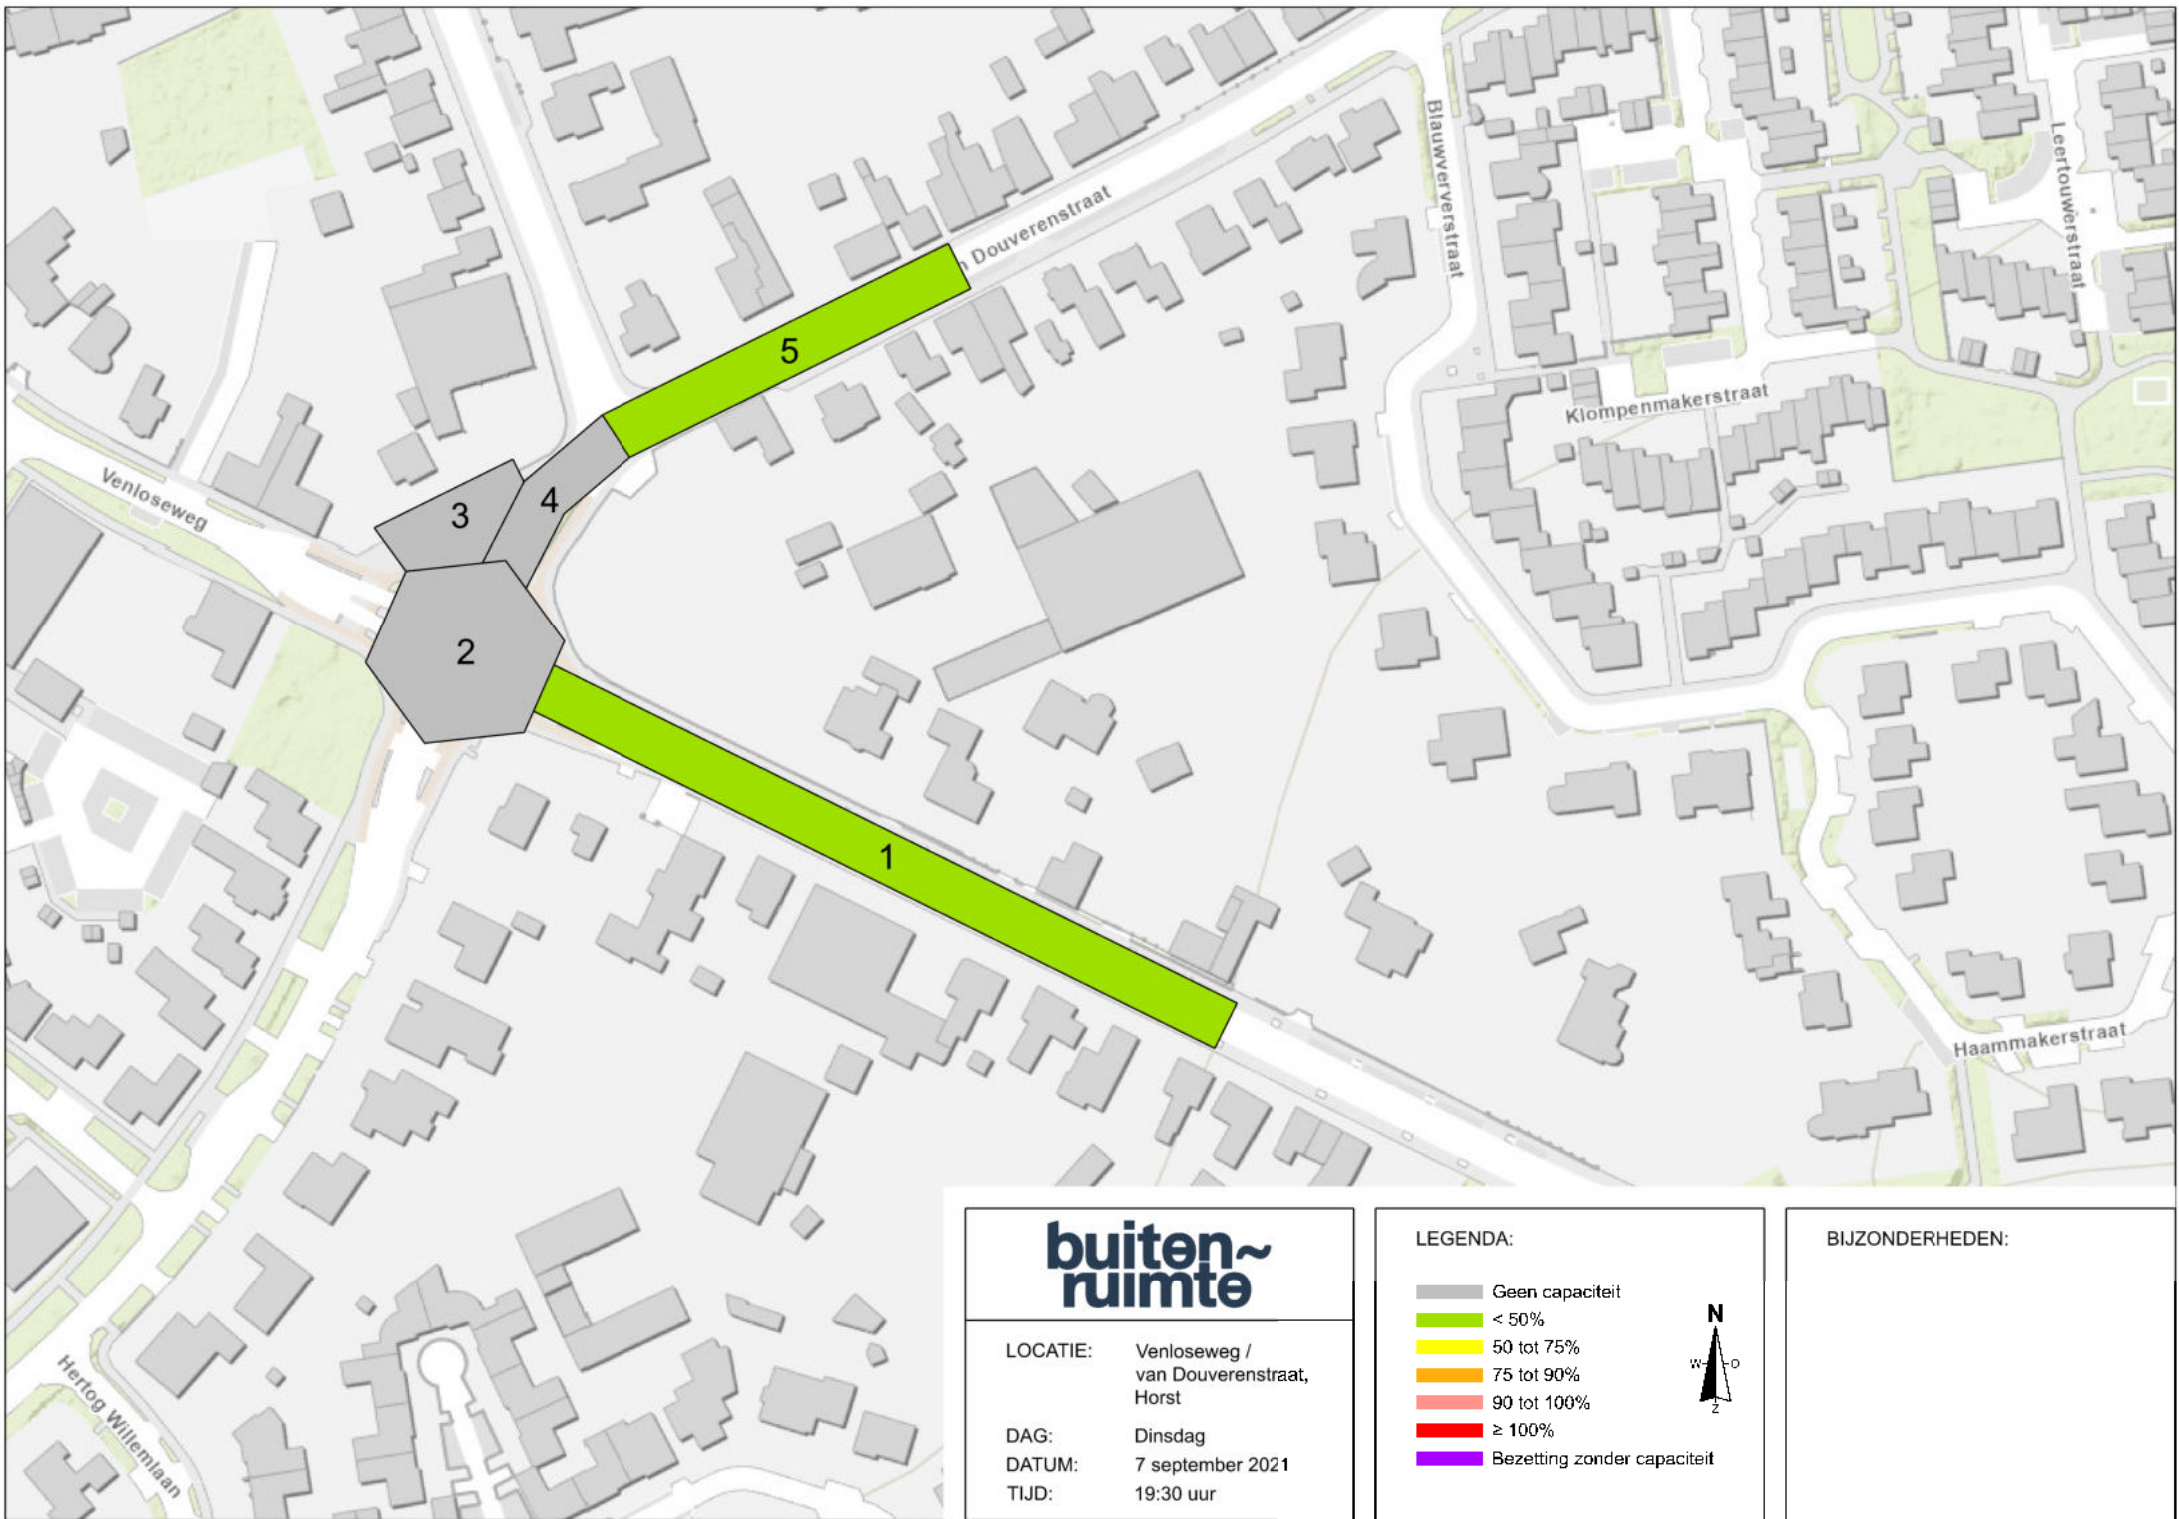 Blauwververstraat
Leertouwerstraat
n Douverenstraat
5
Klompenmakerstraat
Venloseweg
3
4
2
1
Haammakerstraat
Hertog Willemlaan
buiten~
ruimte
LOCATIE: Venloseweg /
van Douverenstraat,
Horst
DAG: Dinsdag
DATUM: 7 september 2021
TIJD: 19:30 uur
LEGENDA:
Geen capaciteit
< 50%
50 tot 75%
75 tot 90%
90 tot 100%
≥ 100%
Bezetting zonder capaciteit
N
W O
Z
BIJZONDERHEDEN: